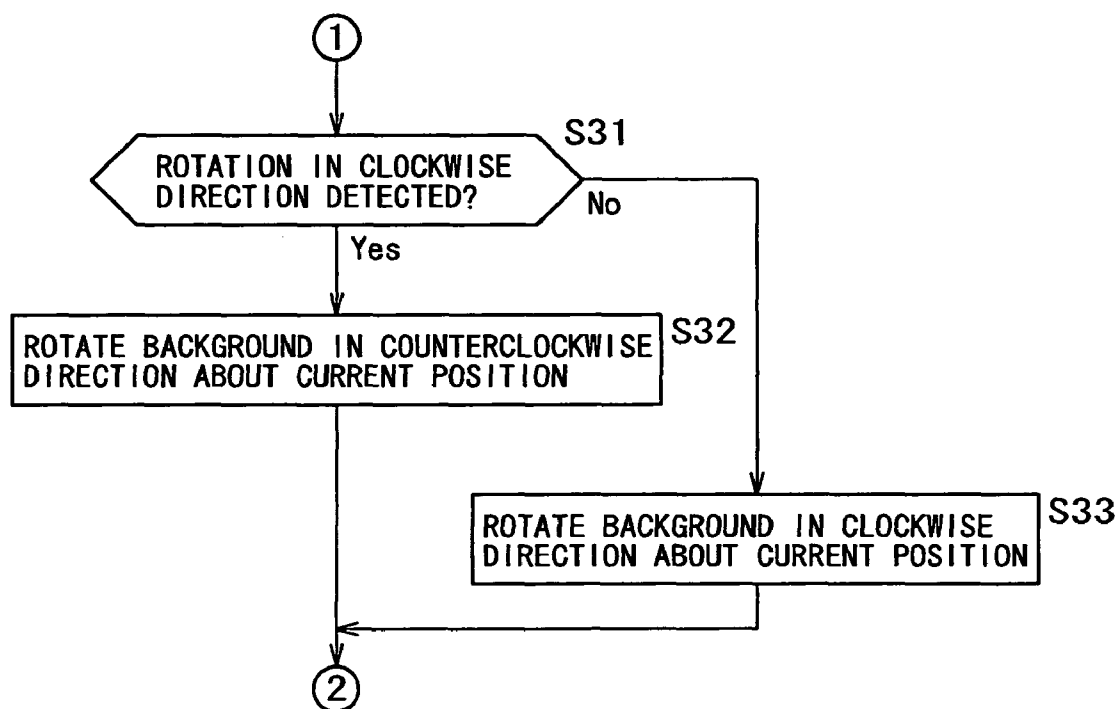 1
S31
ROTATION IN CLOCKWISE
DIRECTION DETECTED?
No
Yes
S32
ROTATE BACKGROUND IN COUNTERCLOCKWISE
DIRECTION ABOUT CURRENT POSITION
S33
ROTATE BACKGROUND IN CLOCKWISE
DIRECTION ABOUT CURRENT POSITION
2